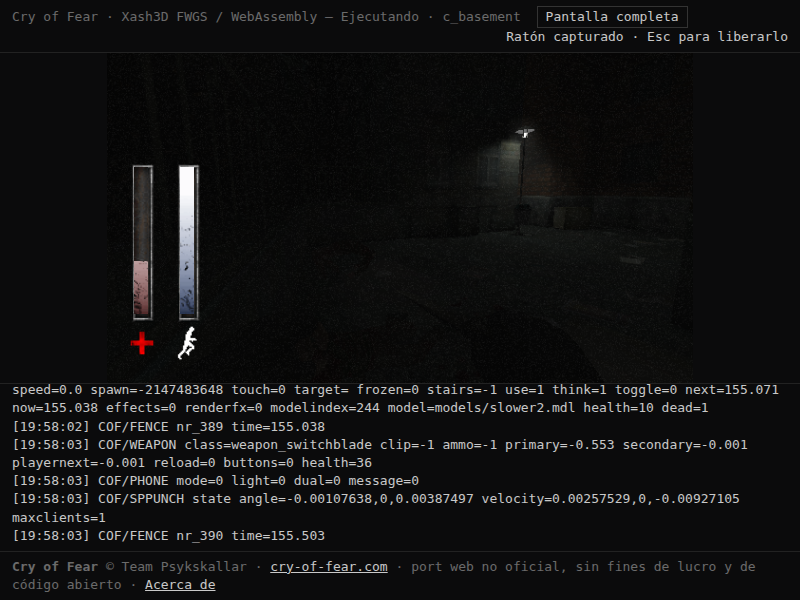 Cry of Fear · Xash3D FWGS / WebAssembly — Ejecutando · c_basement Pantalla completa
Ratón capturado · Esc para liberarlo
speed=0.0 spawn=-2147483648 touch=0 target= frozen=0 stairs=-1 use=1 think=1 toggle=0 next=155.071
now=155.038 effects=0 renderfx=0 modelindex=244 model=models/slower2.mdl health=10 dead=1
[19:58:02] COF/FENCE nr_389 time=155.038
[19:58:03] COF/WEAPON class=weapon_switchblade clip=-1 ammo=-1 primary=-0.553 secondary=-0.001
playernext=-0.001 reload=0 buttons=0 health=36
[19:58:03] COF/PHONE mode=0 light=0 dual=0 message=0
[19:58:03] COF/SPPUNCH state angle=-0.00107638,0,0.00387497 velocity=0.00257529,0,-0.00927105
maxclients=1
[19:58:03] COF/FENCE nr_390 time=155.503
Cry of Fear © Team Psykskallar · cry-of-fear.com · port web no oficial, sin fines de lucro y de
código abierto · Acerca de